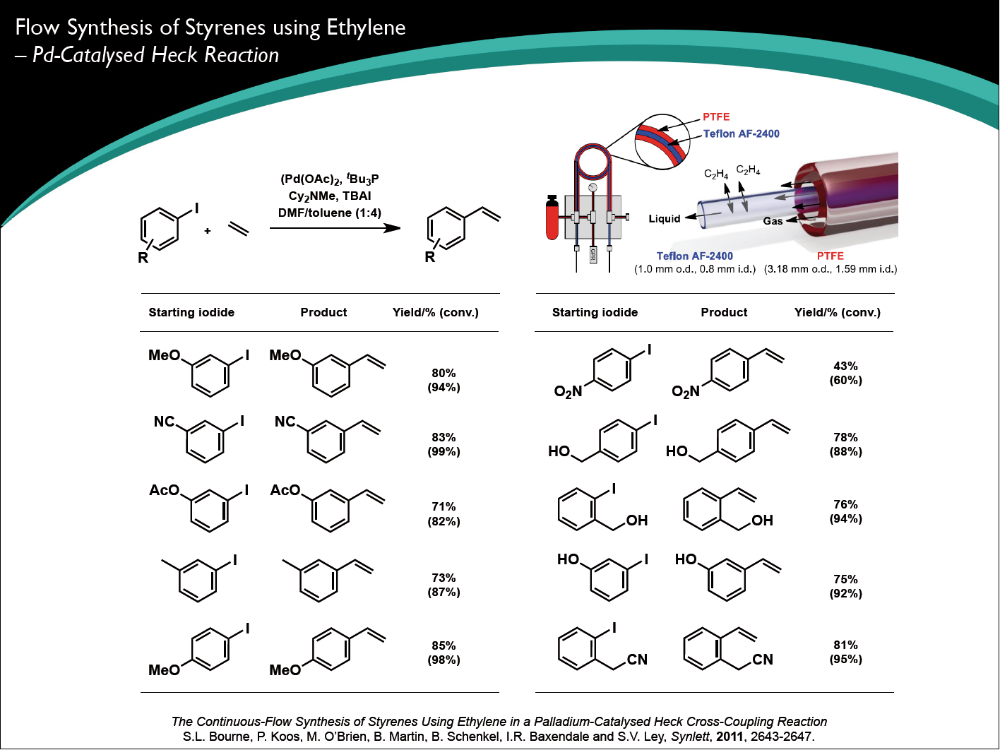 Flow Synthesis of Styrenes using Ethylene
– Pd-Catalysed Heck Reaction
PTFE
Teflon AF-2400
(Pd(OAc)2, tBu3P
Cy2NMe, TBAI
DMF/toluene (1:4)
I
+
R
R
C2H4 C2H4
Liquid
Gas
GPR
Teflon AF-2400 PTFE
(1.0 mm o.d., 0.8 mm i.d.) (3.18 mm o.d., 1.59 mm i.d.)
Starting iodide Product Yield/% (conv.)
MeO I MeO
80%
(94%)
NC I NC
83%
(99%)
AcO I AcO
71%
(82%)
I
73%
(87%)
I
MeO MeO
85%
(98%)
Starting iodide Product Yield/% (conv.)
I
O2N O2N
43%
(60%)
I
HO HO
78%
(88%)
I
OH OH
76%
(94%)
HO I HO
75%
(92%)
I
CN CN
81%
(95%)
The Continuous-Flow Synthesis of Styrenes Using Ethylene in a Palladium-Catalysed Heck Cross-Coupling Reaction
S.L. Bourne, P. Koos, M. O'Brien, B. Martin, B. Schenkel, I.R. Baxendale and S.V. Ley, Synlett, 2011, 2643-2647.